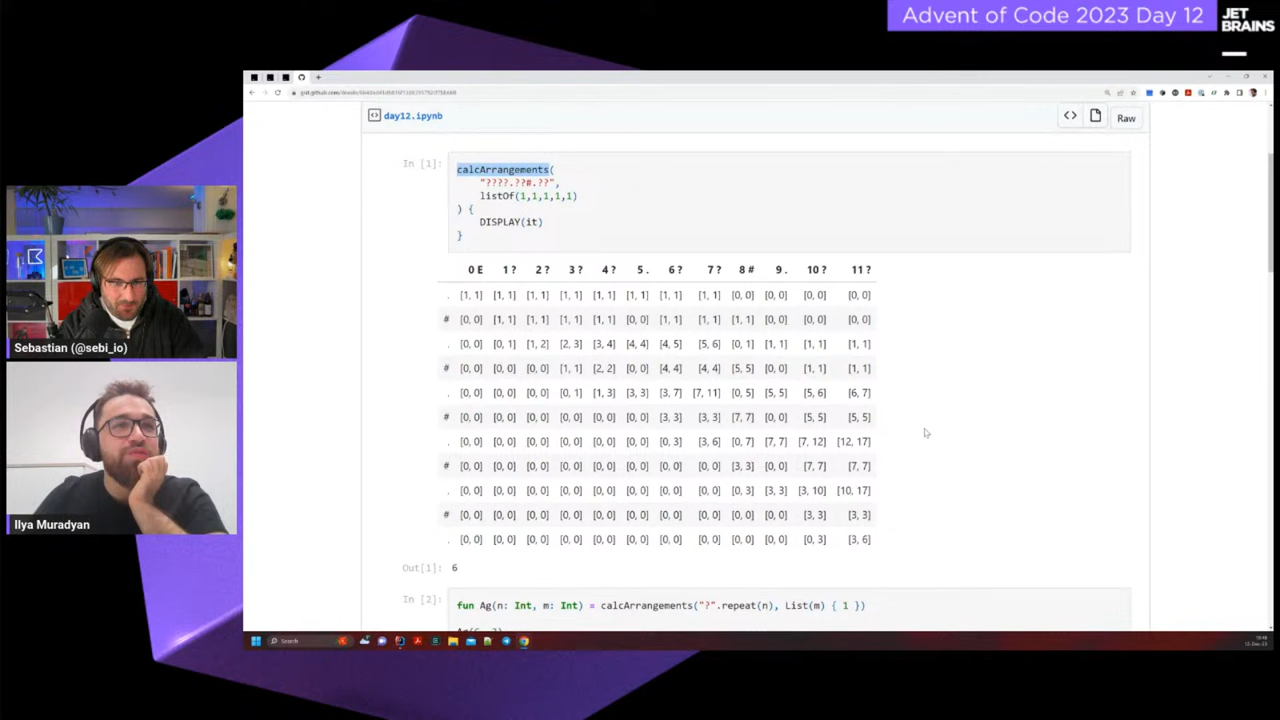 Advent of Code 2023 Day 12
JET
BRAINS
day12.ipynb
Raw
In [1]:
calcArrangements(
"????.??#.??",
listOf(1,1,1,1,1)
) {
DISPLAY(it)
}
0 E 1 ? 2 ? 3 ? 4 ? 5 . 6 ? 7 ? 8 # 9 . 10 ? 11 ?
. [1, 1] [1, 1] [1, 1] [1, 1] [1, 1] [1, 1] [1, 1] [1, 1] [0, 0] [0, 0] [0, 0] [0, 0]
# [0, 0] [1, 1] [1, 1] [1, 1] [1, 1] [0, 0] [1, 1] [1, 1] [1, 1] [0, 0] [0, 0] [0, 0]
. [0, 0] [0, 1] [1, 2] [2, 3] [3, 4] [4, 4] [4, 5] [5, 6] [0, 1] [1, 1] [1, 1] [1, 1]
# [0, 0] [0, 0] [0, 0] [1, 1] [2, 2] [0, 0] [4, 4] [4, 4] [5, 5] [0, 0] [1, 1] [1, 1]
. [0, 0] [0, 0] [0, 0] [0, 1] [1, 3] [3, 3] [3, 7] [7, 11] [0, 5] [5, 5] [5, 6] [6, 7]
# [0, 0] [0, 0] [0, 0] [0, 0] [0, 0] [0, 0] [3, 3] [3, 3] [7, 7] [0, 0] [5, 5] [5, 5]
. [0, 0] [0, 0] [0, 0] [0, 0] [0, 0] [0, 0] [0, 3] [3, 6] [0, 7] [7, 7] [7, 12] [12, 17]
# [0, 0] [0, 0] [0, 0] [0, 0] [0, 0] [0, 0] [0, 0] [0, 0] [3, 3] [0, 0] [7, 7] [7, 7]
. [0, 0] [0, 0] [0, 0] [0, 0] [0, 0] [0, 0] [0, 0] [0, 0] [0, 3] [3, 3] [3, 10] [10, 17]
# [0, 0] [0, 0] [0, 0] [0, 0] [0, 0] [0, 0] [0, 0] [0, 0] [0, 0] [0, 0] [3, 3] [3, 3]
. [0, 0] [0, 0] [0, 0] [0, 0] [0, 0] [0, 0] [0, 0] [0, 0] [0, 0] [0, 0] [0, 3] [3, 6]
Out[1]: 6
In [2]:
fun Ag(n: Int, m: Int) = calcArrangements("?".repeat(n), List(m) { 1 })
Sebastian (@sebi_io)
Ilya Muradyan
Search